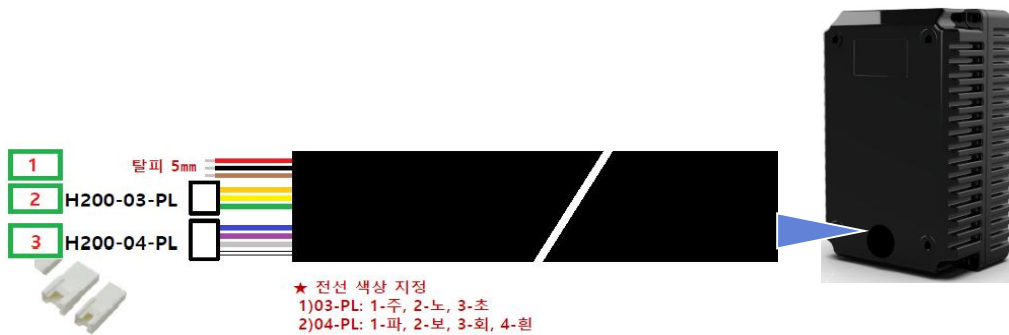 1
탈피 5mm
2
H200-03-PL
3
H200-04-PL
★ 전선 색상 지정
1)03-PL: 1-주, 2-노, 3-초
2)04-PL: 1-파, 2-보, 3-회, 4-흰